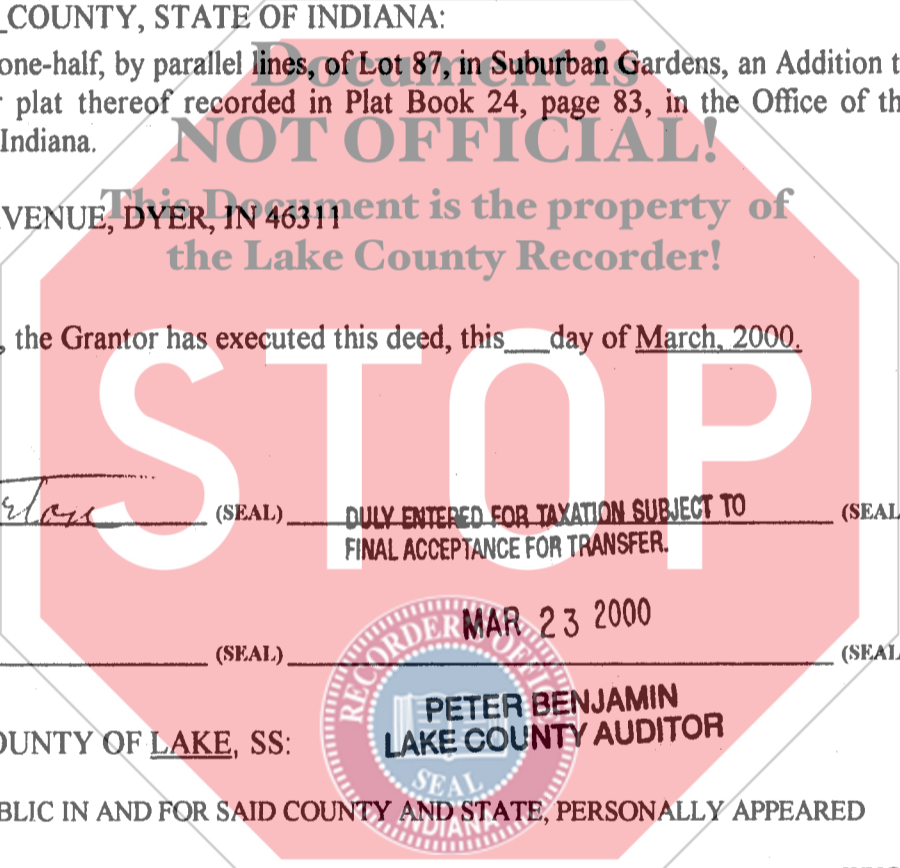 COUNTY, STATE OF INDIANA:
one-half, by parallel lines, of Lot 87, in Suburban Gardens, an Addition t
plat thereof recorded in Plat Book 24, page 83, in the Office of th
Indiana.
Document is
NOT OFFICIAL!
This Document is the property of
the Lake County Recorder!
VENUE, DYER, IN 46311
, the Grantor has executed this deed, this___day of March, 2000.
STOP
(SEAL) DULY ENTERED FOR TAXATION SUBJECT TO (SEAL
FINAL ACCEPTANCE FOR TRANSFER.
MAR 23 2000
(SEAL) (SEAL
RECORDER'S OFFICE
SEAL
INDIANA
PETER BENJAMIN
LAKE COUNTY AUDITOR
OUNTY OF LAKE, SS:
BLIC IN AND FOR SAID COUNTY AND STATE, PERSONALLY APPEARED